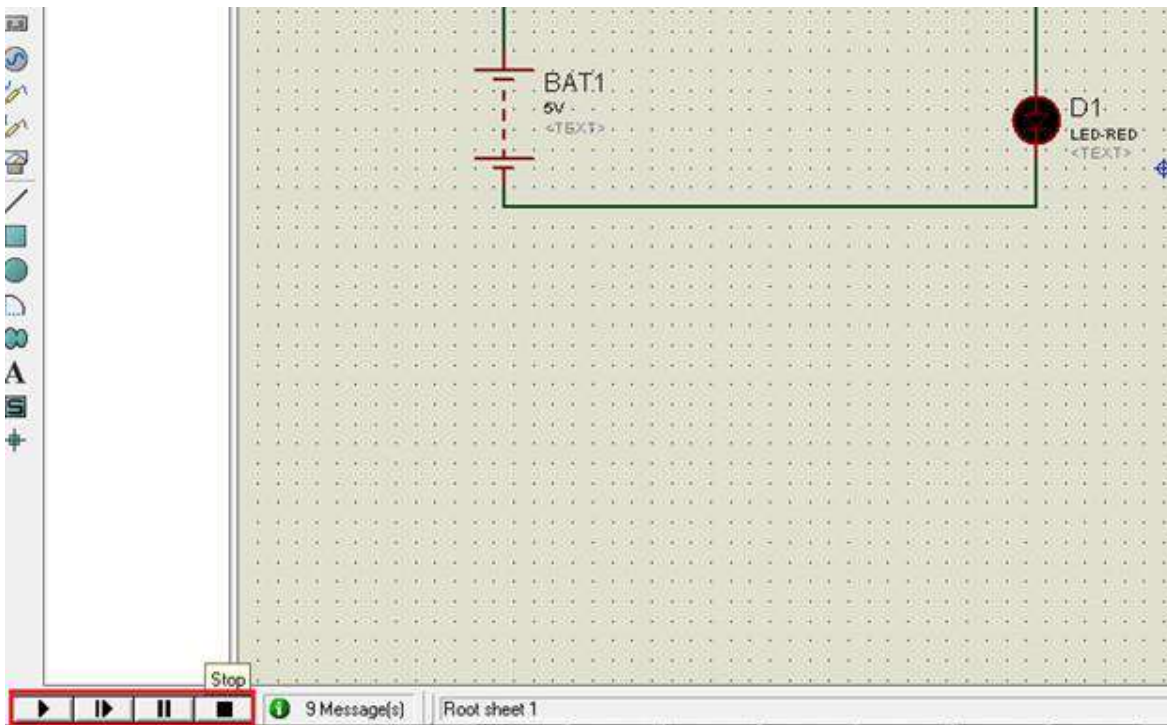 BAT1
5V
<TEXT>
D1
LED-RED
<TEXT>
A
S
Stop
9 Message(s)
Root sheet 1